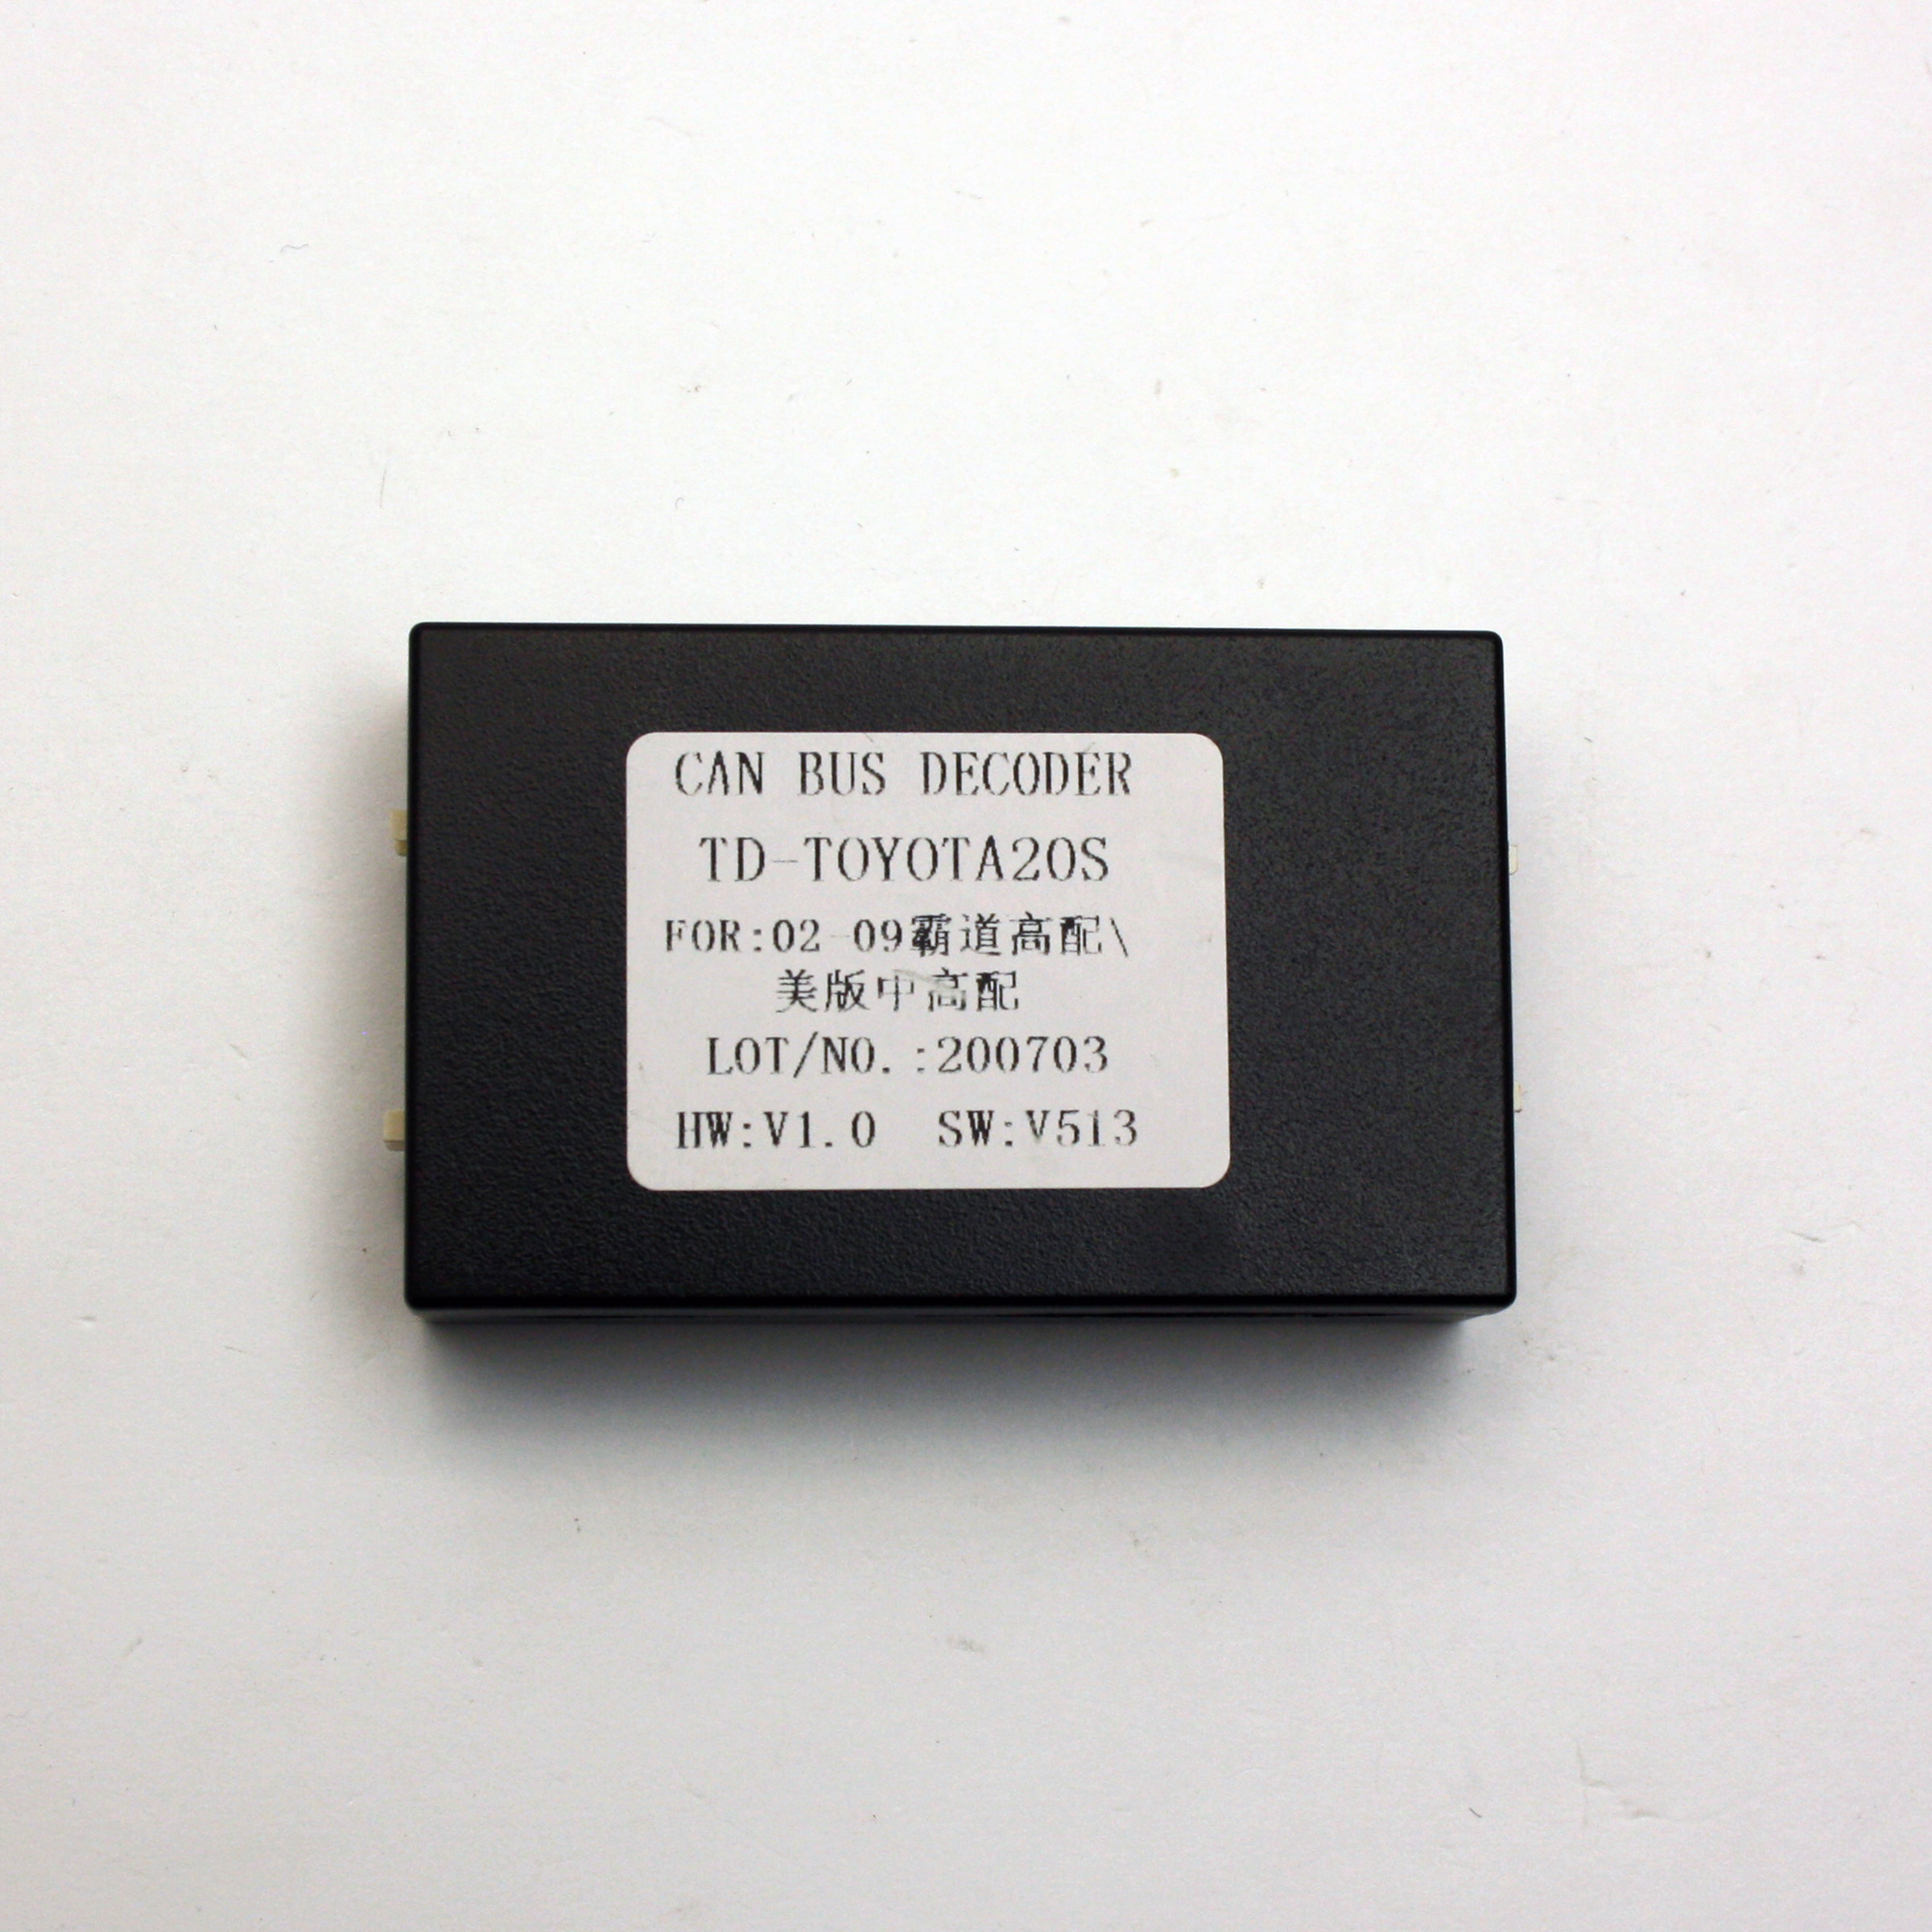 CAN BUS DECODER
TD-TOYOTA20S
FOR:02-09霸道高配\
美版中高配
LOT/NO.:200703
HW:V1.0 SW:V513